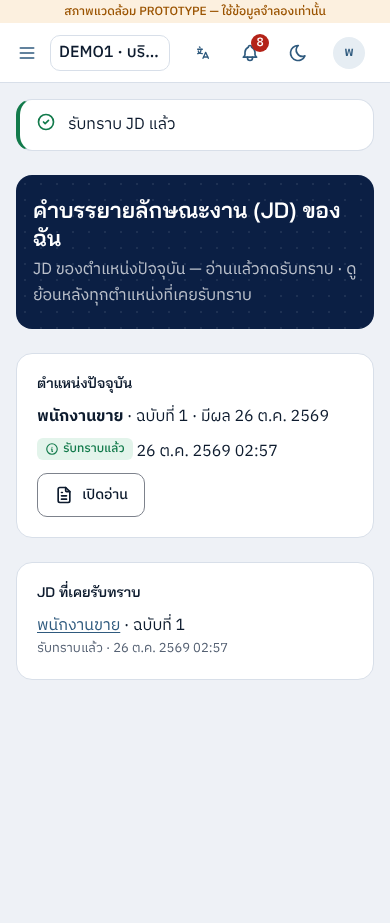 สภาพแวดล้อม PROTOTYPE — ใช้ข้อมูลจำลองเท่านั้น
DEMO1 · บริ...
8
พ
รับทราบ JD แล้ว
คำบรรยายลักษณะงาน (JD) ของ
ฉัน
JD ของตำแหน่งปัจจุบัน — อ่านแล้วกดรับทราบ · ดู
ย้อนหลังทุกตำแหน่งที่เคยรับทราบ
ตำแหน่งปัจจุบัน
พนักงานขาย · ฉบับที่ 1 · มีผล 26 ต.ค. 2569
รับทราบแล้ว 26 ต.ค. 2569 02:57
เปิดอ่าน
JD ที่เคยรับทราบ
พนักงานขาย · ฉบับที่ 1
รับทราบแล้ว · 26 ต.ค. 2569 02:57